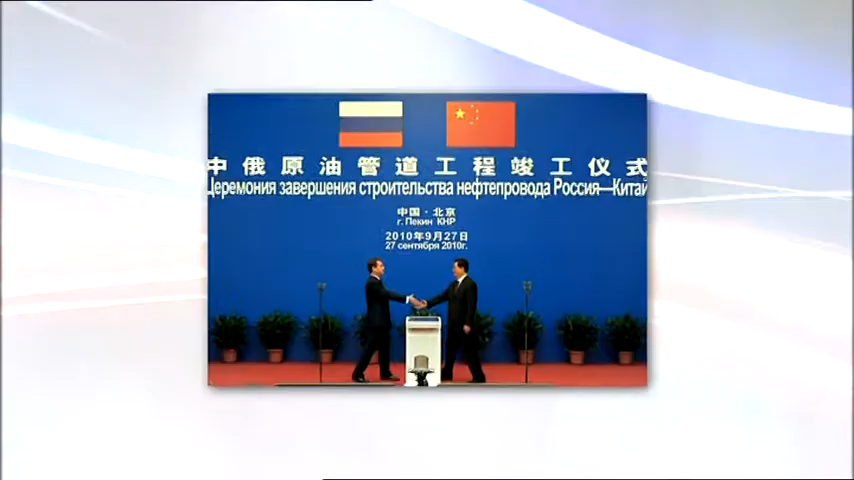 中俄原油管道工程竣工仪式
Церемония завершения строительства нефтепровода Россия—Китай
中国·北京
г. Пекин КНР
2010年9月27日
27 сентября 2010г.